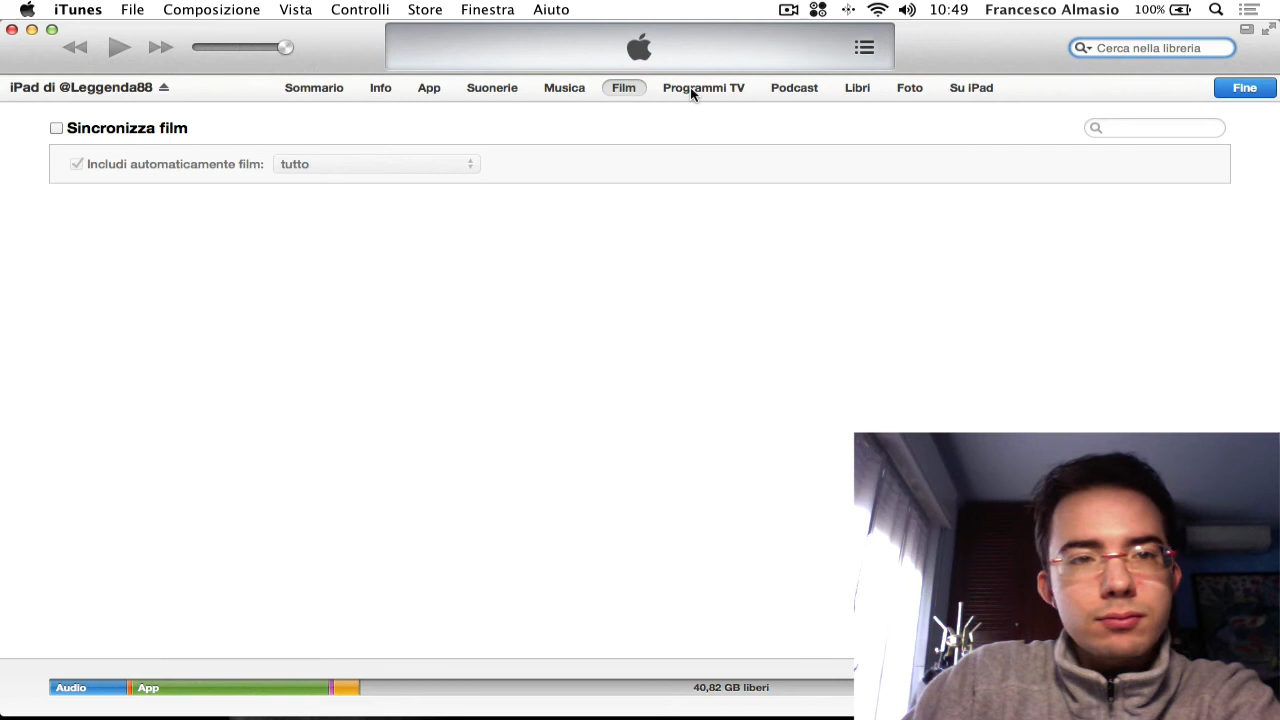 iTunes File Composizione Vista Controlli Store Finestra Aiuto 10:49 Francesco Almasio 100%
Cerca nella libreria
iPad di @Leggenda88 Sommario Info App Suonerie Musica Film Programmi TV Podcast Libri Foto Su iPad Fine
Sincronizza film
Includi automaticamente film: tutto
Audio App 40,82 GB liberi